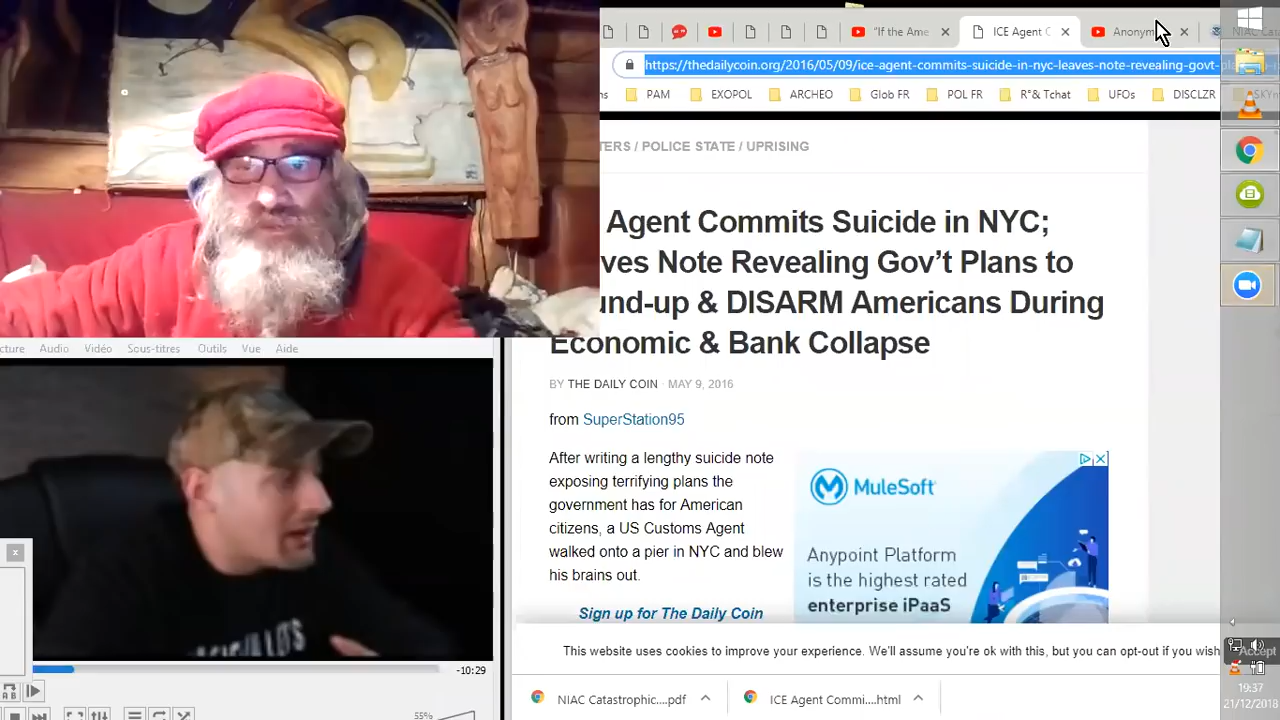 "If the Ame
ICE Agent C
Anonym
NIAC Cata
https://thedailycoin.org/2016/05/09/ice-agent-commits-suicide-in-nyc-leaves-note-revealing-govt-
PAM
EXOPOL
ARCHEO
Glob FR
POL FR
R°& Tchat
UFOs
DISCLZR
TERS / POLICE STATE / UPRISING
Agent Commits Suicide in NYC;
ves Note Revealing Gov't Plans to
und-up & DISARM Americans During
Economic & Bank Collapse
BY THE DAILY COIN · MAY 9, 2016
from SuperStation95
After writing a lengthy suicide note
exposing terrifying plans the
government has for American
citizens, a US Customs Agent
walked onto a pier in NYC and blew
his brains out.
Sign up for The Daily Coin
MuleSoft
Anypoint Platform
is the highest rated
enterprise iPaaS
This website uses cookies to improve your experience. We'll assume you're ok with this, but you can opt-out if you wish
Accept
cture Audio Vidéo Sous-titres Outils Vue Aide
-10:29
55%
NIAC Catastrophic....pdf
ICE Agent Commi....html
19:37
21/12/2018